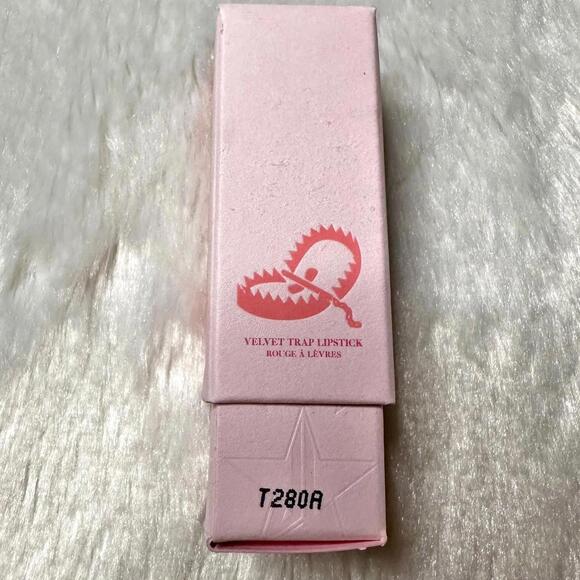 VELVET TRAP LIPSTICK
ROUGE À LÈVRES
T280A